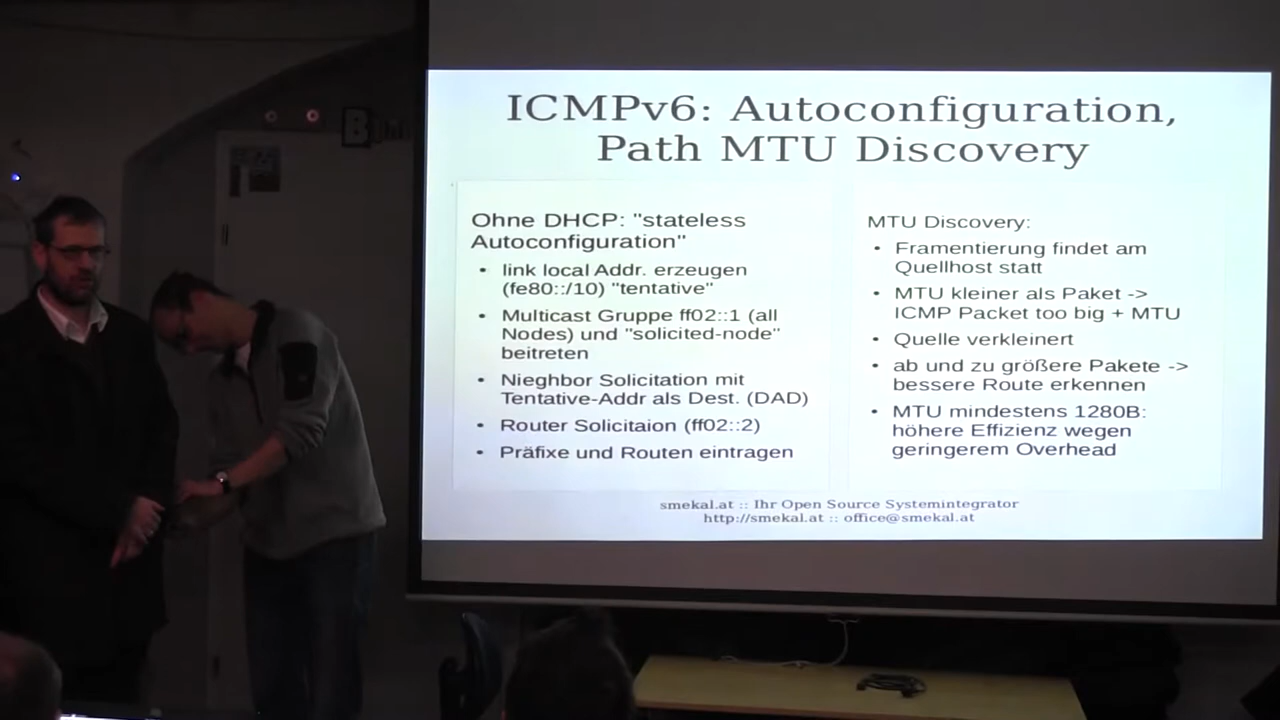 ICMPv6: Autoconfiguration,
Path MTU Discovery
Ohne DHCP: "stateless
Autoconfiguration"
• link local Addr. erzeugen
(fe80::/10) "tentative"
• Multicast Gruppe ff02::1 (all
Nodes) und "solicited-node"
beitreten
• Nieghbor Solicitation mit
Tentative-Addr als Dest. (DAD)
• Router Solicitaion (ff02::2)
• Präfixe und Routen eintragen
MTU Discovery:
• Framentierung findet am
Quellhost statt
• MTU kleiner als Paket ->
ICMP Packet too big + MTU
• Quelle verkleinert
• ab und zu größere Pakete ->
bessere Route erkennen
• MTU mindestens 1280B:
höhere Effizienz wegen
geringerem Overhead
smekal.at :: Ihr Open Source Systemintegrator
http://smekal.at :: office@smekal.at